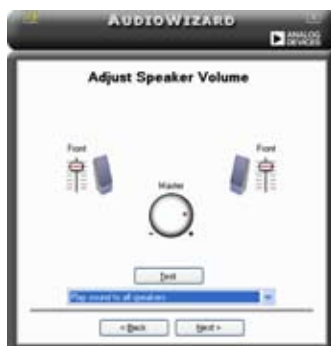 AUDIOWIZARD
ANALOG
DEVICES
Adjust Speaker Volume
Front Front
Master
- +
Test
Play sound to all speakers
< Back Next >